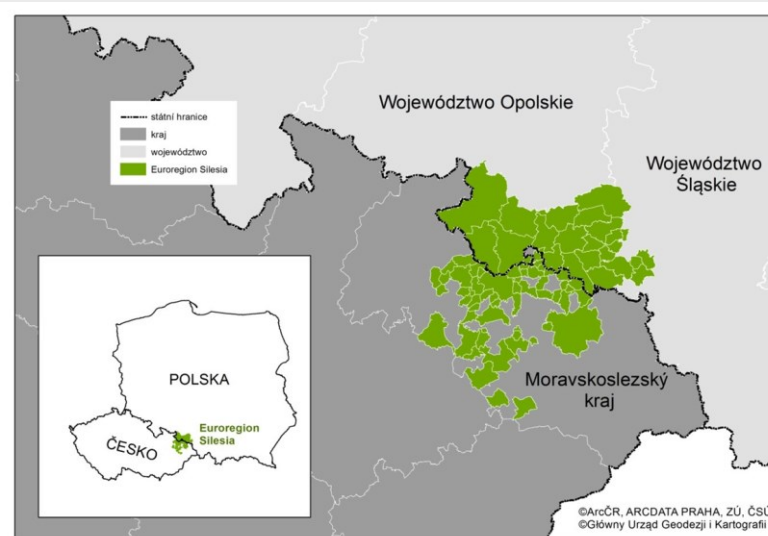 Województwo Opolskie
Województwo
Śląskie
státní hranice
kraj
województwo
Euroregion Silesia
Moravskoslezský
kraj
POLSKA
Euroregion
Silesia
ČESKO
©ArcČR, ARCDATA PRAHA, ZÚ, ČSÚ
©Główny Urząd Geodezji i Kartografii